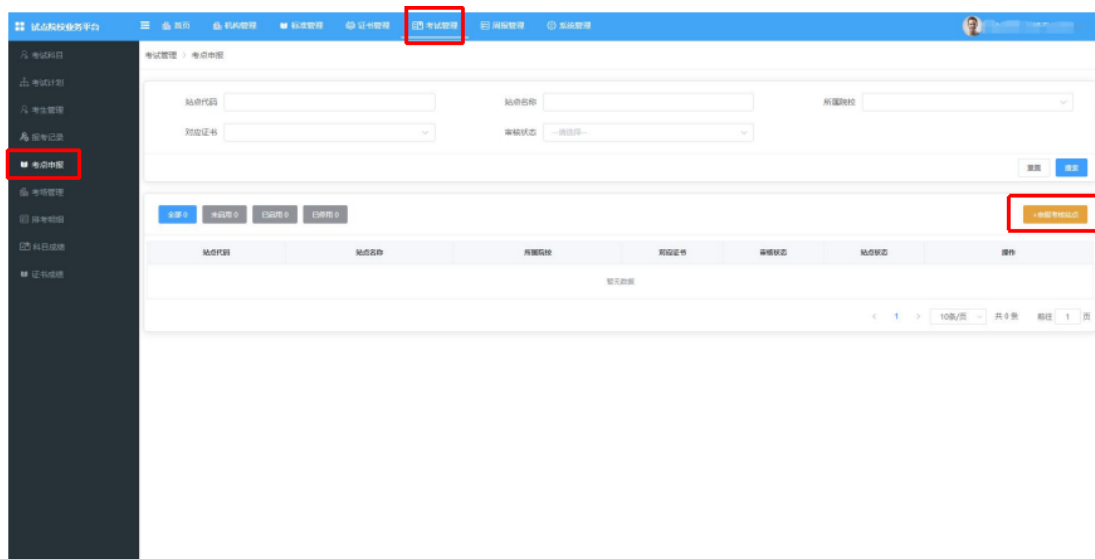 试点院校业务平台 首页 机构管理 标准管理 证书管理 考试管理 周报管理 系统管理
考试科目
考试计划
考生管理
报考记录
考点申报
考场管理
排考明细
科目成绩
证书成绩
考试管理 > 考点申报
站点代码 站点名称 所属院校
对应证书 审核状态 --请选择--
重置 搜索
全部 0 未启用 0 已启用 0 已停用 0 +申报考核站点
站点代码 站点名称 所属院校 对应证书 审核状态 站点状态 操作
暂无数据
< 1 > 10条/页 共 0 条 前往 1 页